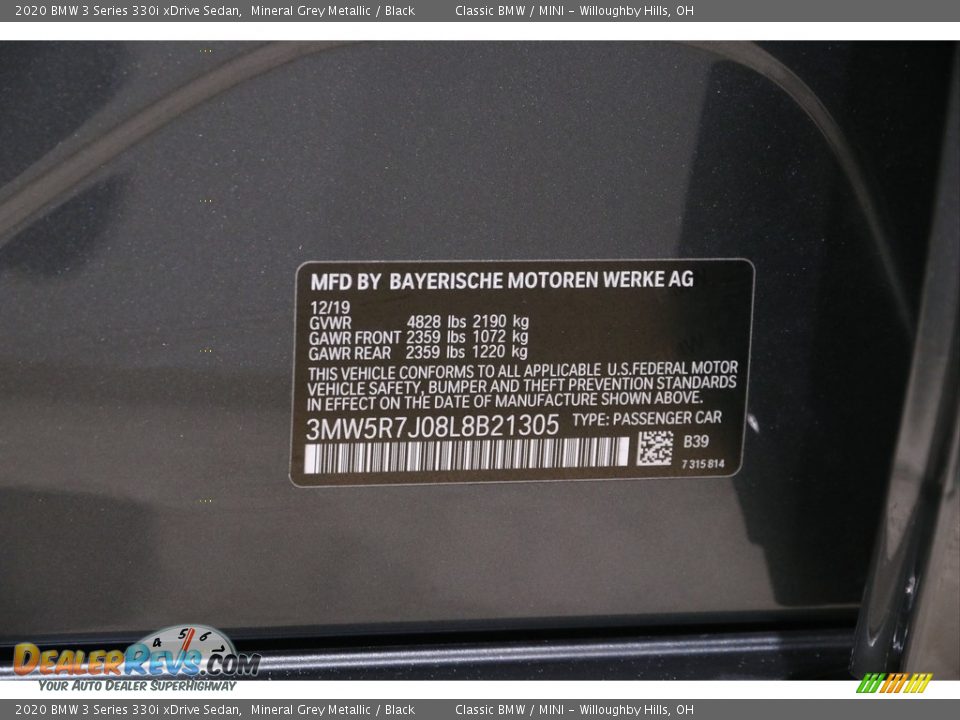 2020 BMW 3 Series 330i xDrive Sedan,  Mineral Grey Metallic / Black        Classic BMW / MINI – Willoughby Hills, OH
MFD BY  BAYERISCHE MOTOREN WERKE AG
12/19
GVWR 4828 lbs 2190 kg
GAWR FRONT 2359 lbs 1072 kg
GAWR REAR 2359 lbs 1220 kg
THIS VEHICLE CONFORMS TO ALL APPLICABLE U.S.FEDERAL MOTOR
VEHICLE SAFETY, BUMPER AND THEFT PREVENTION STANDARDS
IN EFFECT ON THE DATE OF MANUFACTURE SHOWN ABOVE.
3MW5R7J08L8B21305 TYPE: PASSENGER CAR
B39
7 315 814
4 5 6 7
DEALERREVS.COM
YOUR AUTO DEALER SUPERHIGHWAY
2020 BMW 3 Series 330i xDrive Sedan,  Mineral Grey Metallic / Black        Classic BMW / MINI – Willoughby Hills, OH